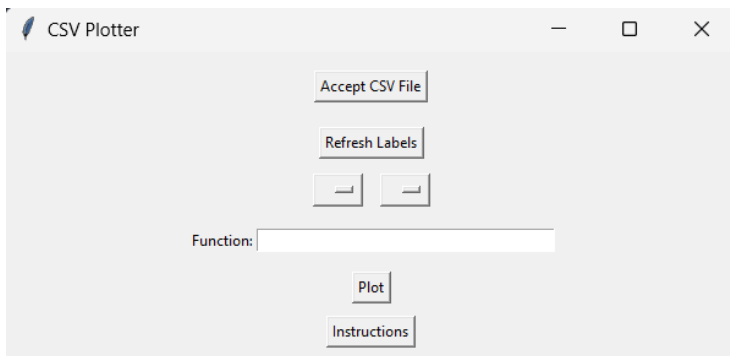 CSV Plotter
Accept CSV File
Refresh Labels
Function:
Plot
Instructions